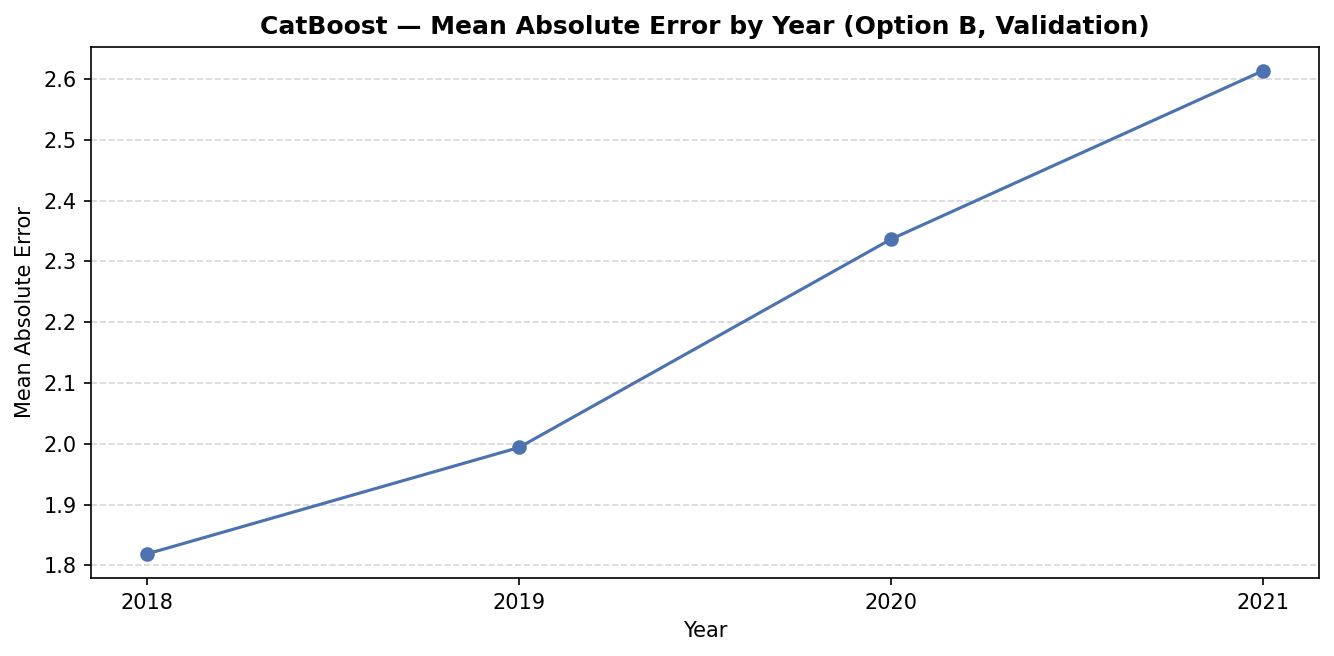 CatBoost — Mean Absolute Error by Year (Option B, Validation)
Mean Absolute Error
2.6
2.5
2.4
2.3
2.2
2.1
2.0
1.9
1.8
2018 2019 2020 2021
Year